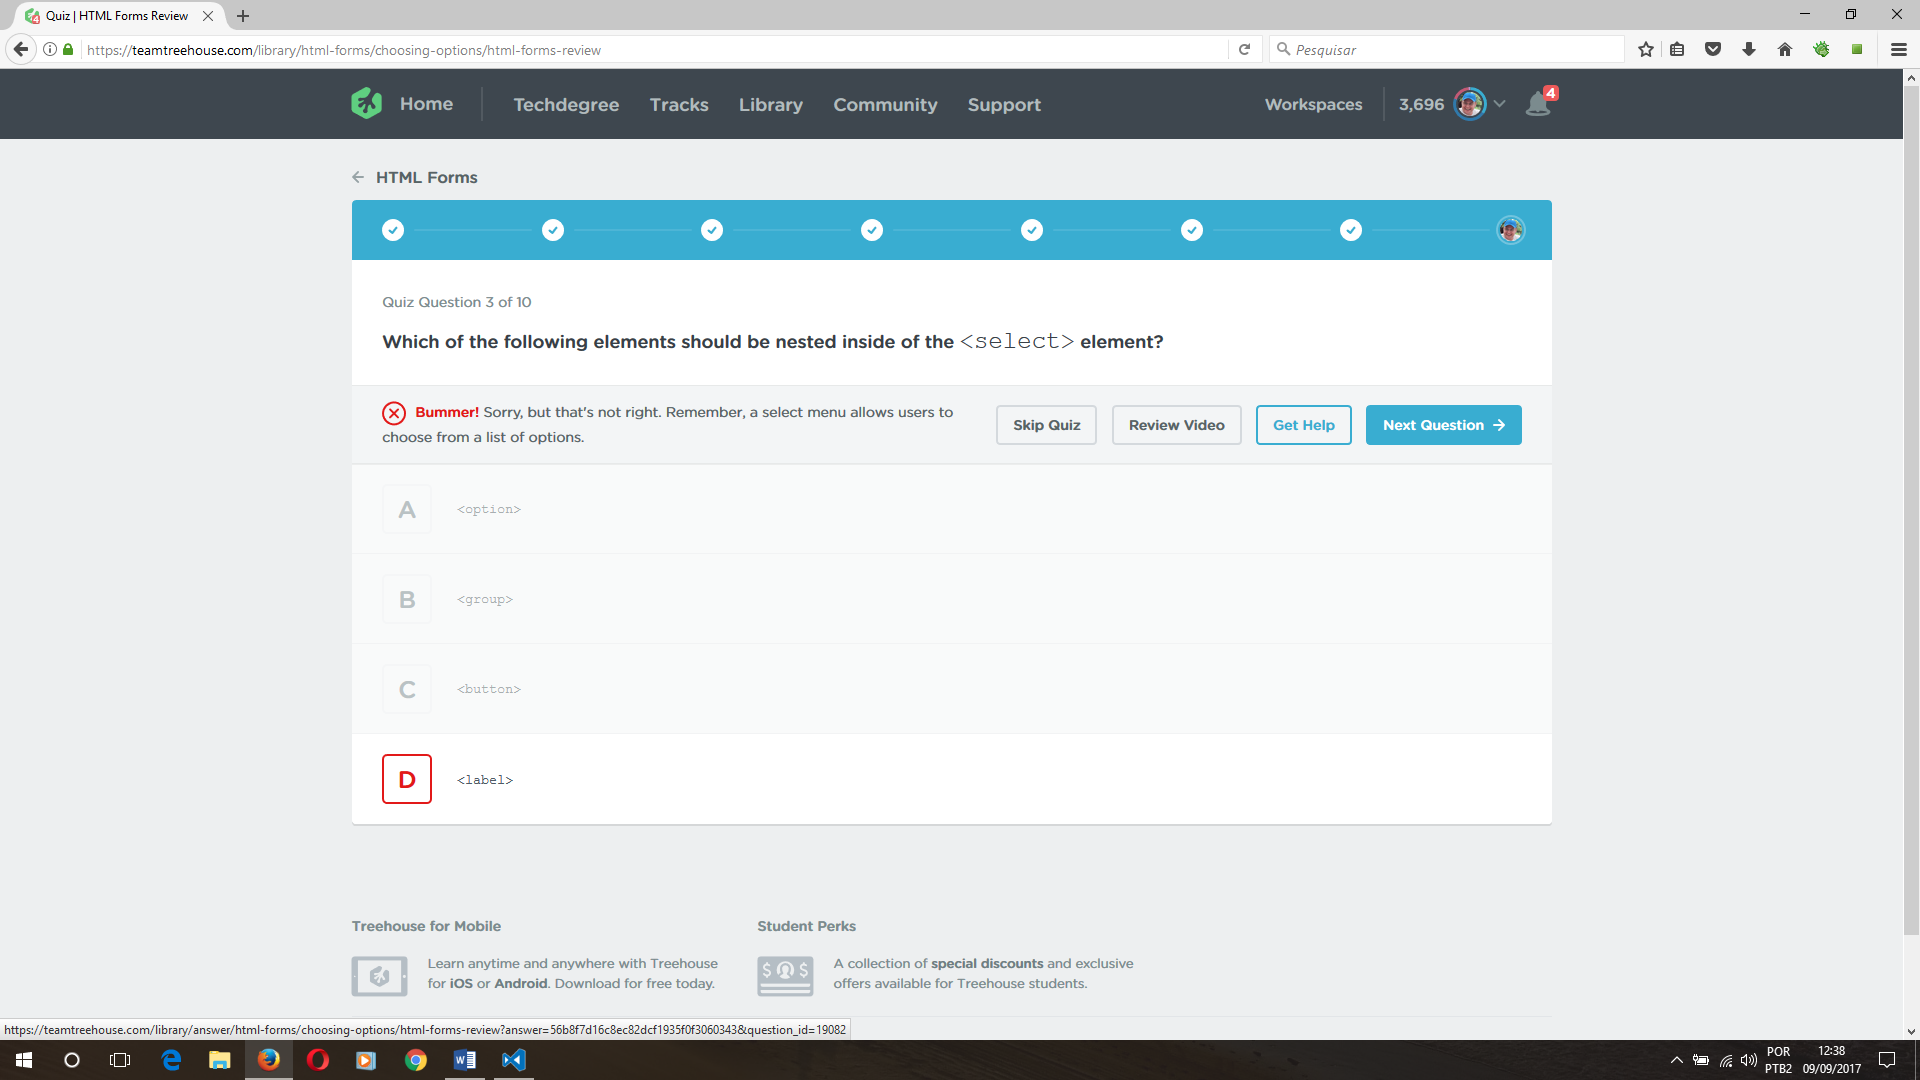 Quiz | HTML Forms Review
https://teamtreehouse.com/library/html-forms/choosing-options/html-forms-review
Pesquisar
Home
Techdegree
Tracks
Library
Community
Support
Workspaces
3,696
4
HTML Forms
Quiz Question 3 of 10
Which of the following elements should be nested inside of the <select> element?
Bummer! Sorry, but that's not right. Remember, a select menu allows users to
choose from a list of options.
Skip Quiz
Review Video
Get Help
Next Question
A <option>
B <group>
C <button>
D <label>
Treehouse for Mobile
Learn anytime and anywhere with Treehouse
for iOS or Android. Download for free today.
Student Perks
A collection of special discounts and exclusive
offers available for Treehouse students.
https://teamtreehouse.com/library/answer/html-forms/choosing-options/html-forms-review?answer=56b8f7d16c8ec82dcf1935f0f3060343&question_id=19082
POR
PTB2
12:38
09/09/2017